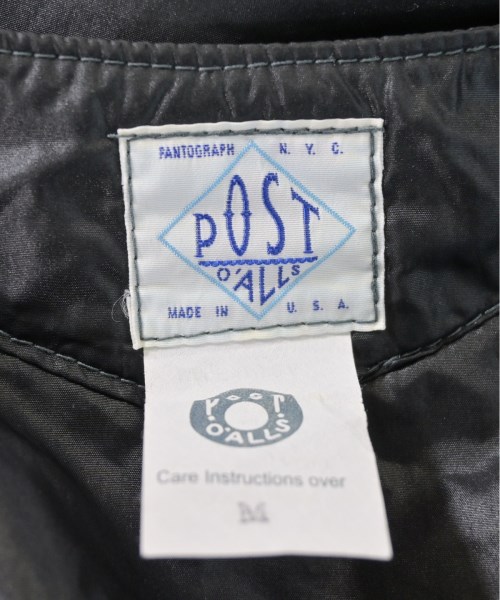 PANTOGRAPH N. Y. C.
POST
O'ALLS
MADE IN U. S. A.
POST
O'ALLS
Care Instructions over
M